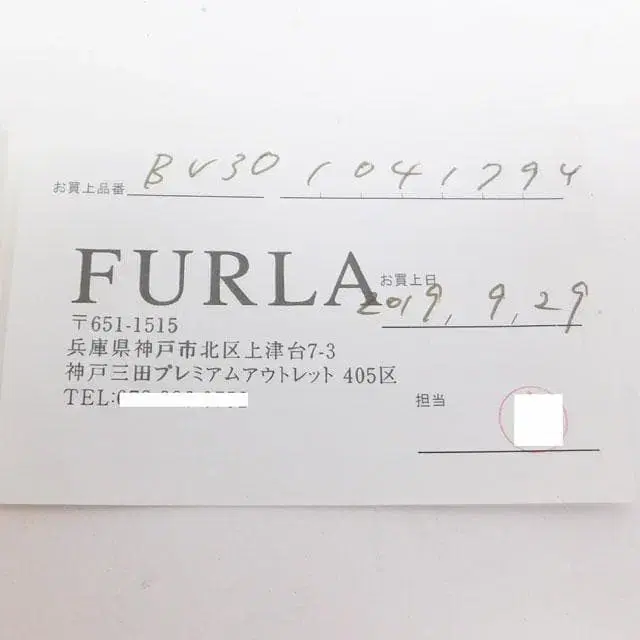 お買上品番 BV30 1041794
FURLA
お買上日 2019, 9, 29
〒651-1515
兵庫県神戸市北区上津台7-3
神戸三田プレミアムアウトレット 405区
TEL:
担当